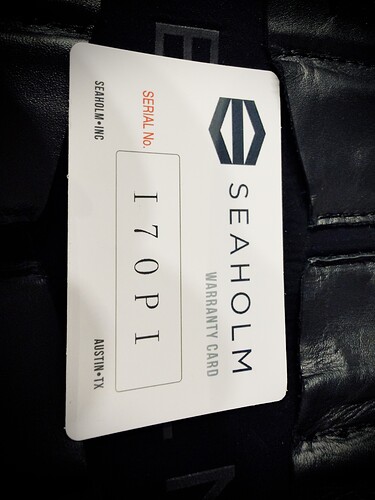 SEAHOLM
WARRANTY CARD
SERIAL No.
I70PI
SEAHOLM•INC
AUSTIN•TX